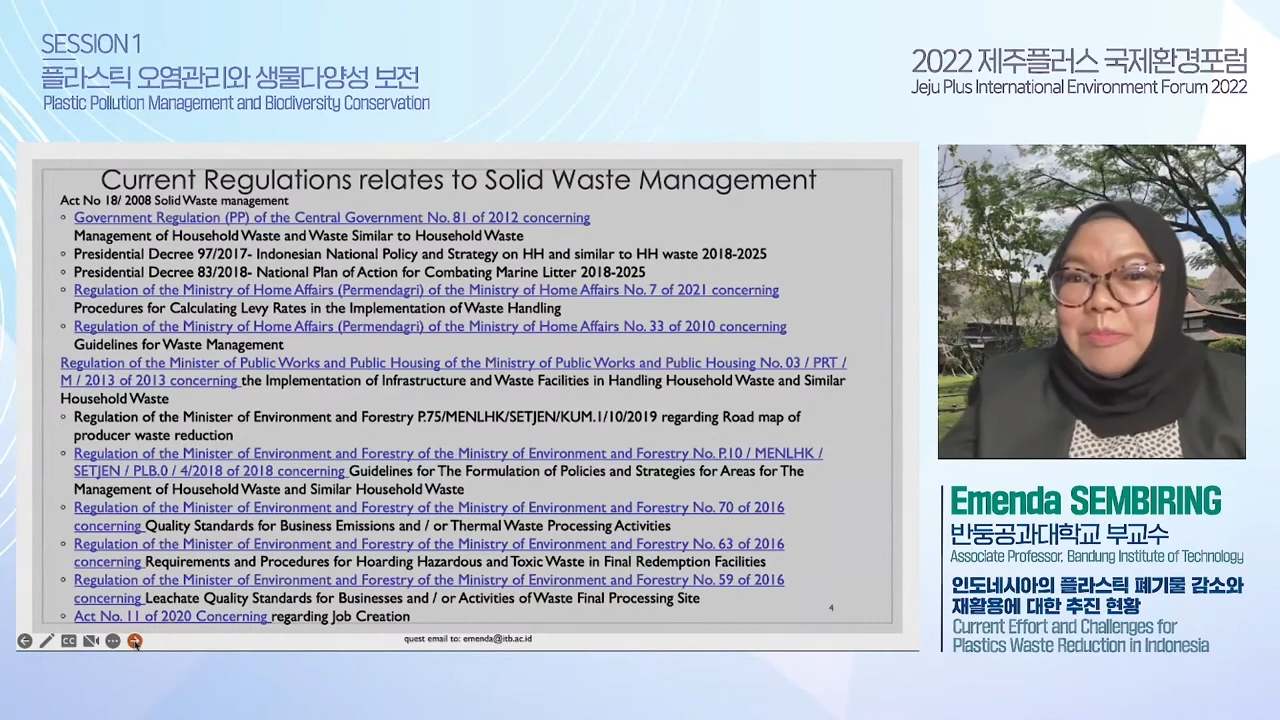 SESSION 1
플라스틱 오염관리와 생물다양성 보전
Plastic Pollution Management and Biodiversity Conservation
2022 제주플러스 국제환경포럼
Jeju Plus International Environment Forum 2022
Current Regulations relates to Solid Waste Management
Act No 18/ 2008 Solid Waste management
Government Regulation (PP) of the Central Government No. 81 of 2012 concerning
Management of Household Waste and Waste Similar to Household Waste
Presidential Decree 97/2017- Indonesian National Policy and Strategy on HH and similar to HH waste 2018-2025
Presidential Decree 83/2018- National Plan of Action for Combating Marine Litter 2018-2025
Regulation of the Ministry of Home Affairs (Permendagri) of the Ministry of Home Affairs No. 7 of 2021 concerning
Procedures for Calculating Levy Rates in the Implementation of Waste Handling
Regulation of the Ministry of Home Affairs (Permendagri) of the Ministry of Home Affairs No. 33 of 2010 concerning
Guidelines for Waste Management
Regulation of the Minister of Public Works and Public Housing of the Ministry of Public Works and Public Housing No. 03 / PRT /
M / 2013 of 2013 concerning the Implementation of Infrastructure and Waste Facilities in Handling Household Waste and Similar
Household Waste
Regulation of the Minister of Environment and Forestry P.75/MENLHK/SETJEN/KUM.1/10/2019 regarding Road map of
producer waste reduction
Regulation of the Minister of Environment and Forestry of the Ministry of Environment and Forestry No. P.10 / MENLHK /
SETJEN / PLB.0 / 4/2018 of 2018 concerning Guidelines for The Formulation of Policies and Strategies for Areas for The
Management of Household Waste and Similar Household Waste
Regulation of the Minister of Environment and Forestry of the Ministry of Environment and Forestry No. 70 of 2016
concerning Quality Standards for Business Emissions and / or Thermal Waste Processing Activities
Regulation of the Minister of Environment and Forestry of the Ministry of Environment and Forestry No. 63 of 2016
concerning Requirements and Procedures for Hoarding Hazardous and Toxic Waste in Final Redemption Facilities
Regulation of the Minister of Environment and Forestry of the Ministry of Environment and Forestry No. 59 of 2016
concerning Leachate Quality Standards for Businesses and / or Activities of Waste Final Processing Site
Act No. 11 of 2020 Concerning regarding Job Creation
4
CC
quest email to: emenda@itb.ac.id
Emenda SEMBIRING
반둥공과대학교 부교수
Associate Professor, Bandung Institute of Technology
인도네시아의 플라스틱 폐기물 감소와
재활용에 대한 추진 현황
Current Effort and Challenges for
Plastics Waste Reduction in Indonesia